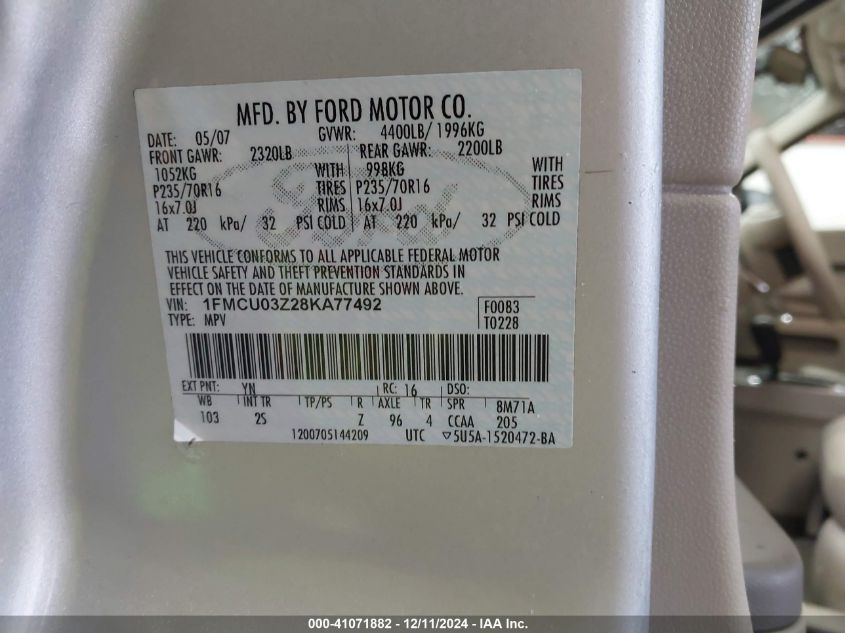 MFD. BY FORD MOTOR CO.
DATE: 05/07 GVWR: 4400LB/ 1996KG
FRONT GAWR: 2320LB REAR GAWR: 2200LB
1052KG WITH 998KG WITH
P235/70R16 TIRES P235/70R16 TIRES
16x7.0J RIMS 16x7.0J RIMS
AT 220 kPa/ 32 PSI COLD AT 220 kPa/ 32 PSI COLD
Ford
THIS VEHICLE CONFORMS TO ALL APPLICABLE FEDERAL MOTOR
VEHICLE SAFETY AND THEFT PREVENTION STANDARDS IN
EFFECT ON THE DATE OF MANUFACTURE SHOWN ABOVE.
VIN: 1FMCU03Z28KA77492 F0083
TYPE: MPV T0228
EXT PNT: YN RC: 16 DSO:
WB INT TR TP/PS R AXLE TR SPR 8M71A
103 2S Z 96 4 CCAA 205
1200705144209 UTC ▽5U5A-1520472-BA
000-41071882 - 12/11/2024 - IAA Inc.